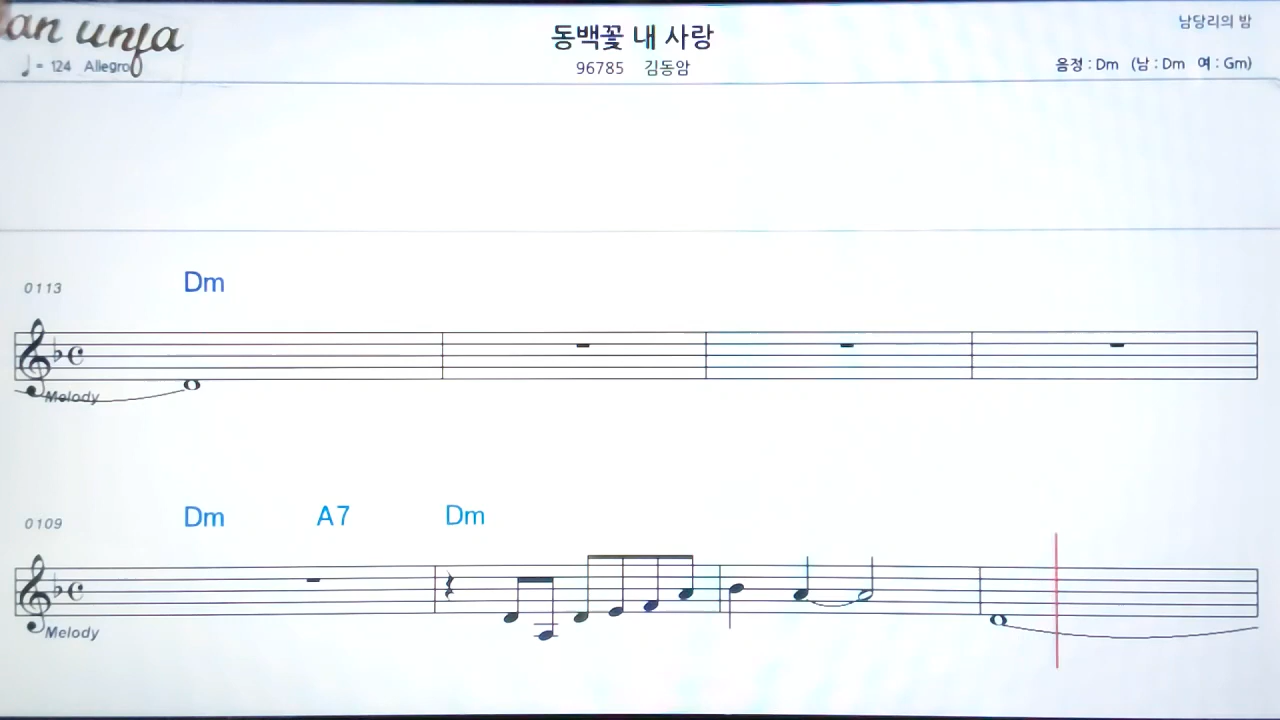 an unfa
♩ = 124 Allegro
동백꽃 내 사랑
96785 김동암
남당리의 밤
음정 : Dm (남 : Dm 여 : Gm)
0113 Dm
Melody
0109 Dm A7 Dm
Melody